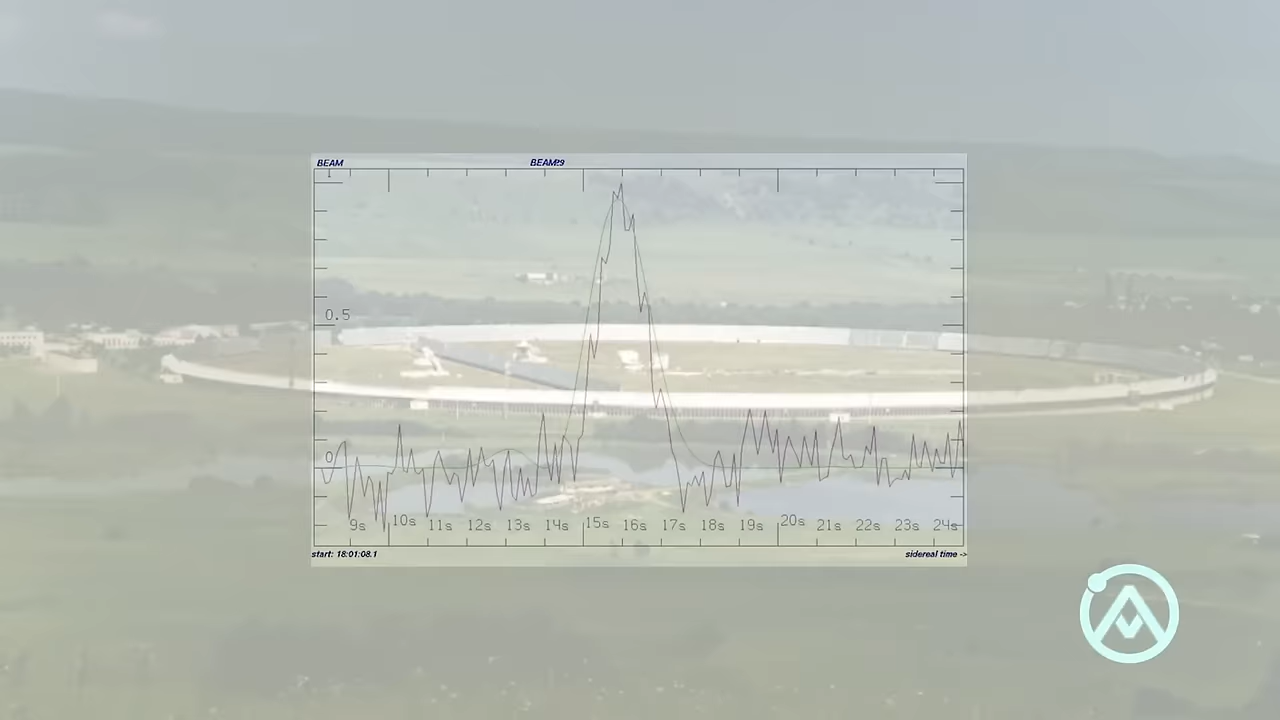 BEAM
1
0.5
0
9s 10s 11s 12s 13s 14s 15s 16s 17s 18s 19s 20s 21s 22s 23s 24s
start: 18:01:08.1 sidereal time ->